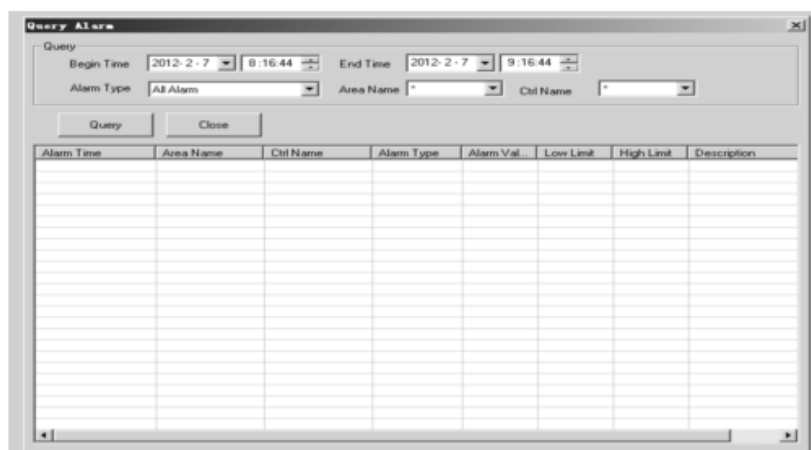 Query Alarm
Query
Begin Time 2012- 2 - 7 8:16:44 End Time 2012- 2 - 7 9:16:44
Alarm Type All Alarm Area Name * Ctrl Name *
Query Close
Alarm Time Area Name Ctrl Name Alarm Type Alarm Val... Low Limit High Limit Description